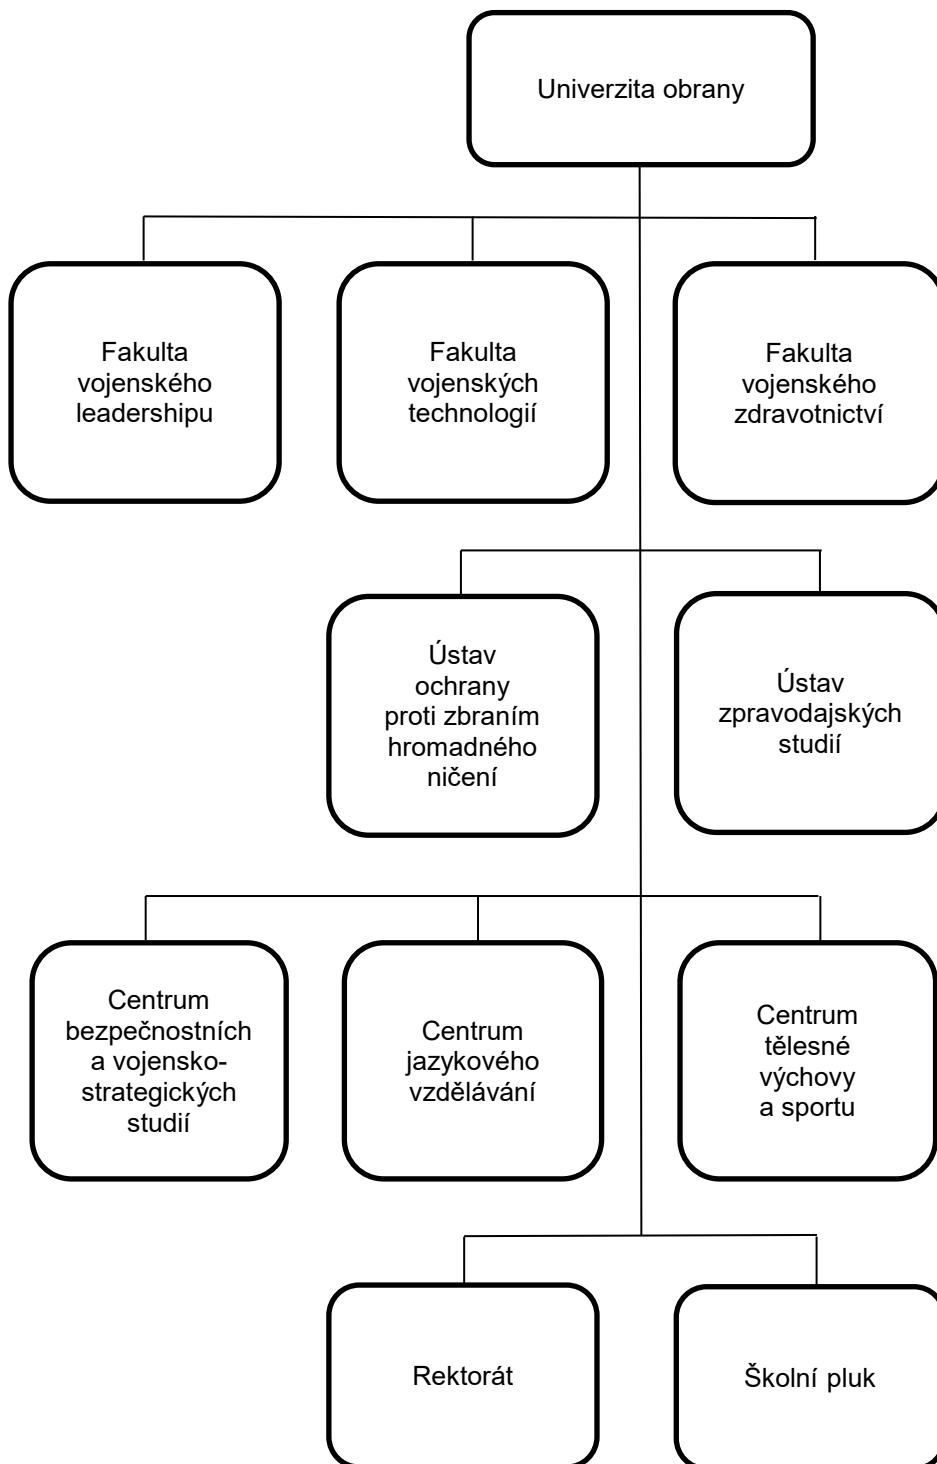 Univerzita obrany
Fakulta
vojenského
leadershipu
Fakulta
vojenských
technologií
Fakulta
vojenského
zdravotnictví
Ústav
ochrany
proti zbraním
hromadného
ničení
Ústav
zpravodajských
studií
Centrum
bezpečnostních
a vojensko-
strategických
studií
Centrum
jazykového
vzdělávání
Centrum
tělesné
výchovy
a sportu
Rektorát
Školní pluk